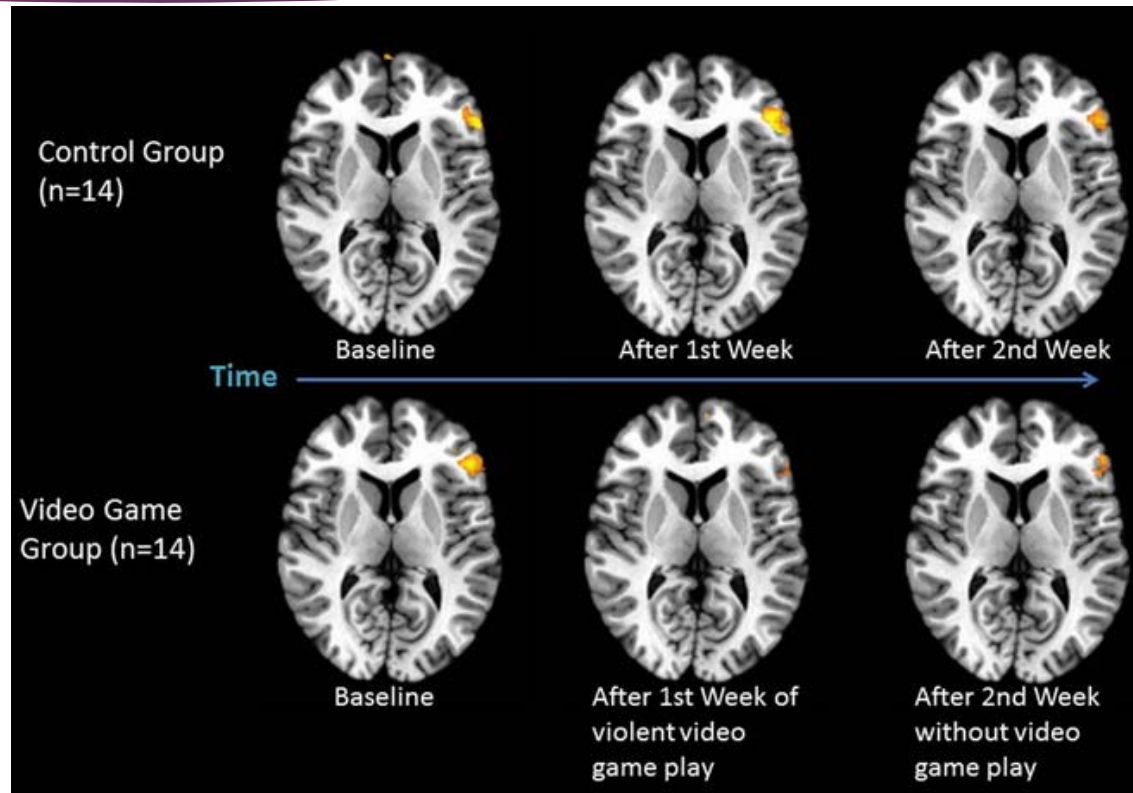 Control Group
(n=14)
Baseline
After 1st Week
After 2nd Week
Time
Video Game
Group (n=14)
Baseline
After 1st Week of
violent video
game play
After 2nd Week
without video
game play